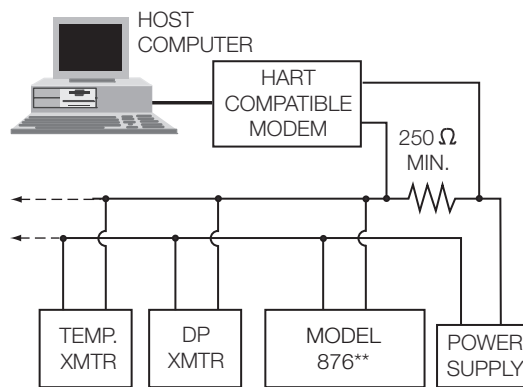 HOST
COMPUTER
HART
COMPATIBLE
MODEM
250 Ω
MIN.
TEMP.
XMTR
DP
XMTR
MODEL
876**
POWER
SUPPLY